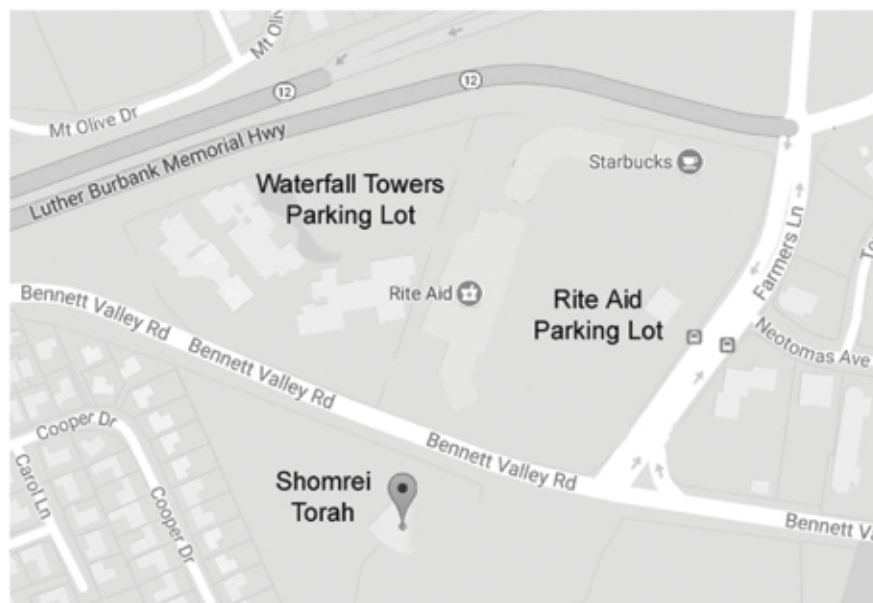 Mt Oli
Mt Olive Dr
12
12
Luther Burbank Memorial Hwy
Starbucks
Waterfall Towers
Parking Lot
Farmers Ln
To
Bennett Valley Rd
Rite Aid
Rite Aid
Parking Lot
Neotomas Ave
Bennett Valley Rd
Bennett Valley Rd
Cooper Dr
Carol Ln
Cooper Dr
Shomrei
Torah
Bennett Va